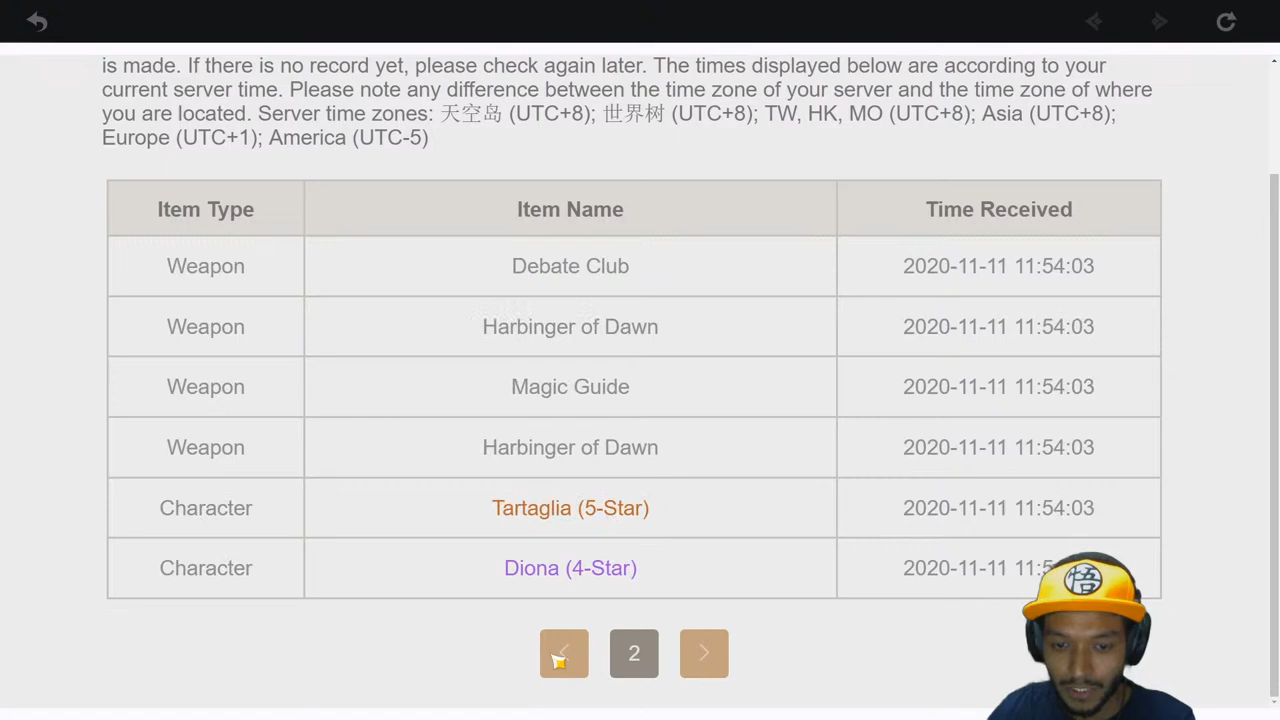 is made. If there is no record yet, please check again later. The times displayed below are according to your
current server time. Please note any difference between the time zone of your server and the time zone of where
you are located. Server time zones: 天空岛 (UTC+8); 世界树 (UTC+8); TW, HK, MO (UTC+8); Asia (UTC+8);
Europe (UTC+1); America (UTC-5)
Item Type Item Name Time Received
Weapon Debate Club 2020-11-11 11:54:03
Weapon Harbinger of Dawn 2020-11-11 11:54:03
Weapon Magic Guide 2020-11-11 11:54:03
Weapon Harbinger of Dawn 2020-11-11 11:54:03
Character Tartaglia (5-Star) 2020-11-11 11:54:03
Character Diona (4-Star) 2020-11-11
2
悟